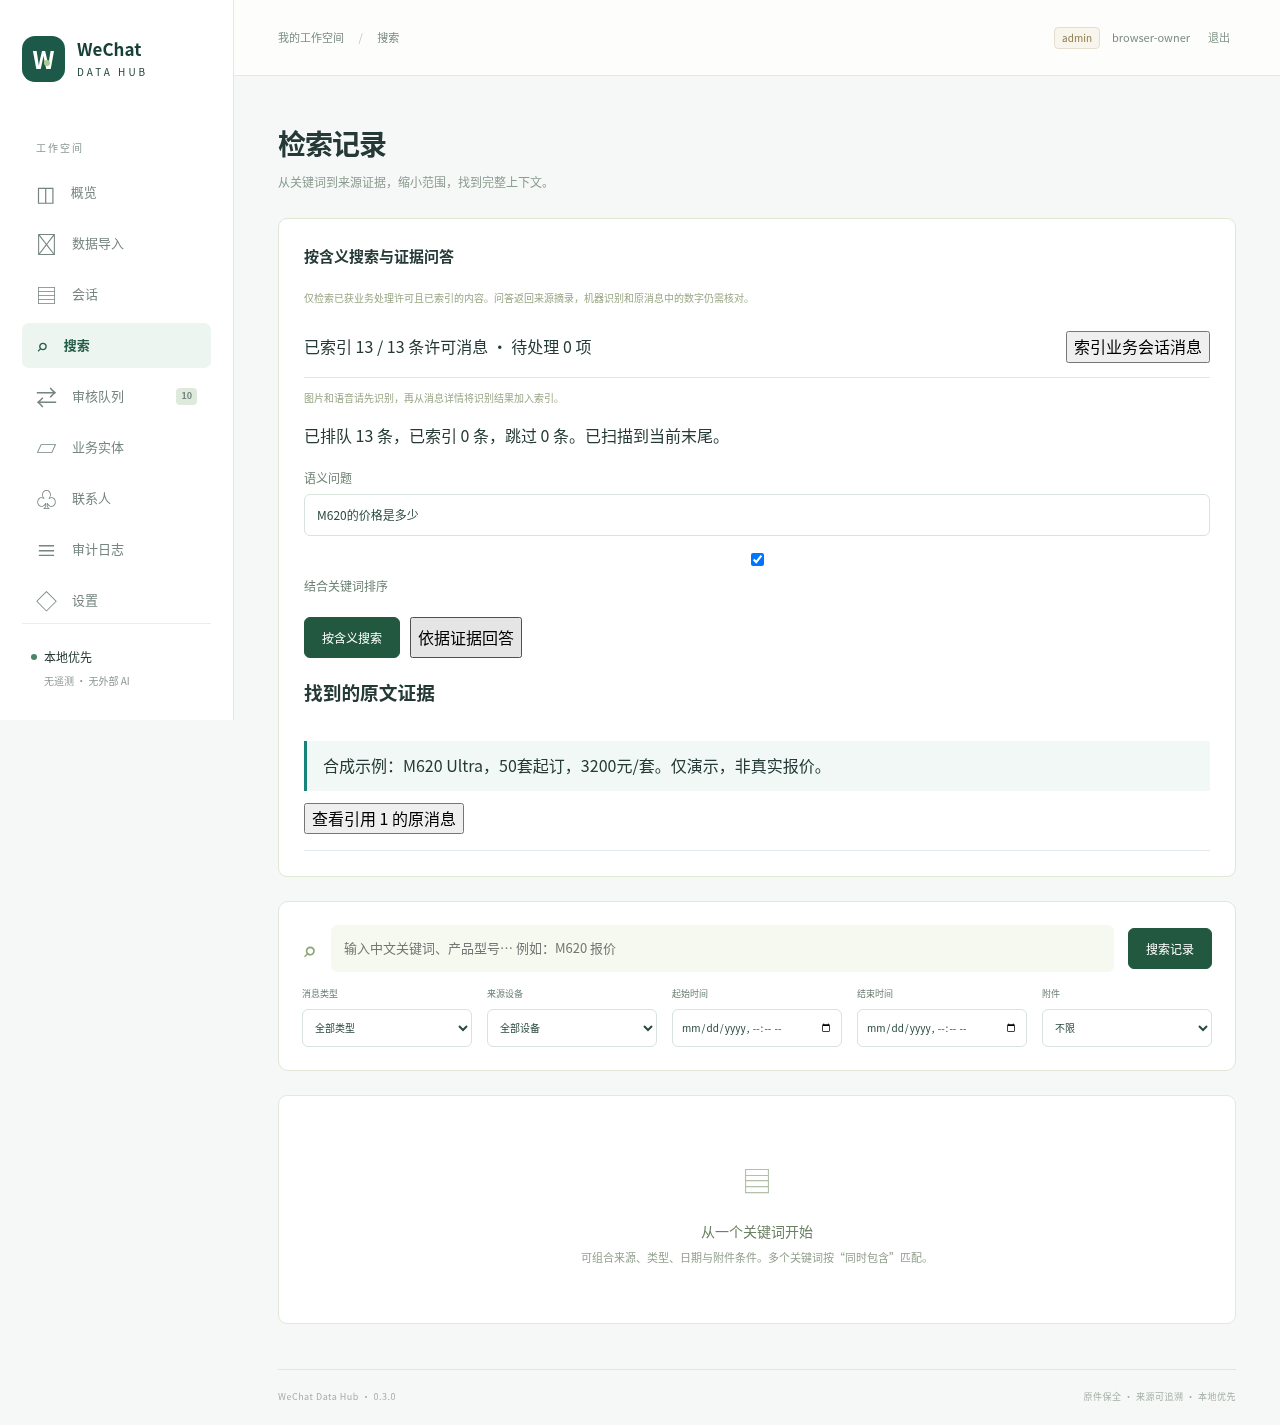 W
WeChat
DATA HUB
工作空间
概览
数据导入
会话
搜索
审核队列 10
业务实体
联系人
审计日志
设置
本地优先
无遥测 · 无外部 AI
我的工作空间 / 搜索
admin browser-owner 退出
检索记录
从关键词到来源证据，缩小范围，找到完整上下文。
按含义搜索与证据问答
仅检索已获业务处理许可且已索引的内容。问答返回来源摘录，机器识别和原消息中的数字仍需核对。
已索引 13 / 13 条许可消息 · 待处理 0 项 索引业务会话消息
图片和语音请先识别，再从消息详情将识别结果加入索引。
已排队 13 条，已索引 0 条，跳过 0 条。已扫描到当前末尾。
语义问题
M620的价格是多少
结合关键词排序
按含义搜索 依据证据回答
找到的原文证据
合成示例：M620 Ultra，50套起订，3200元/套。仅演示，非真实报价。
查看引用 1 的原消息
输入中文关键词、产品型号… 例如：M620 报价 搜索记录
消息类型 来源设备 起始时间 结束时间 附件
全部类型 全部设备 mm/dd/yyyy, --:-- -- mm/dd/yyyy, --:-- -- 不限
从一个关键词开始
可组合来源、类型、日期与附件条件。多个关键词按“同时包含”匹配。
WeChat Data Hub · 0.3.0 原件保全 · 来源可追溯 · 本地优先